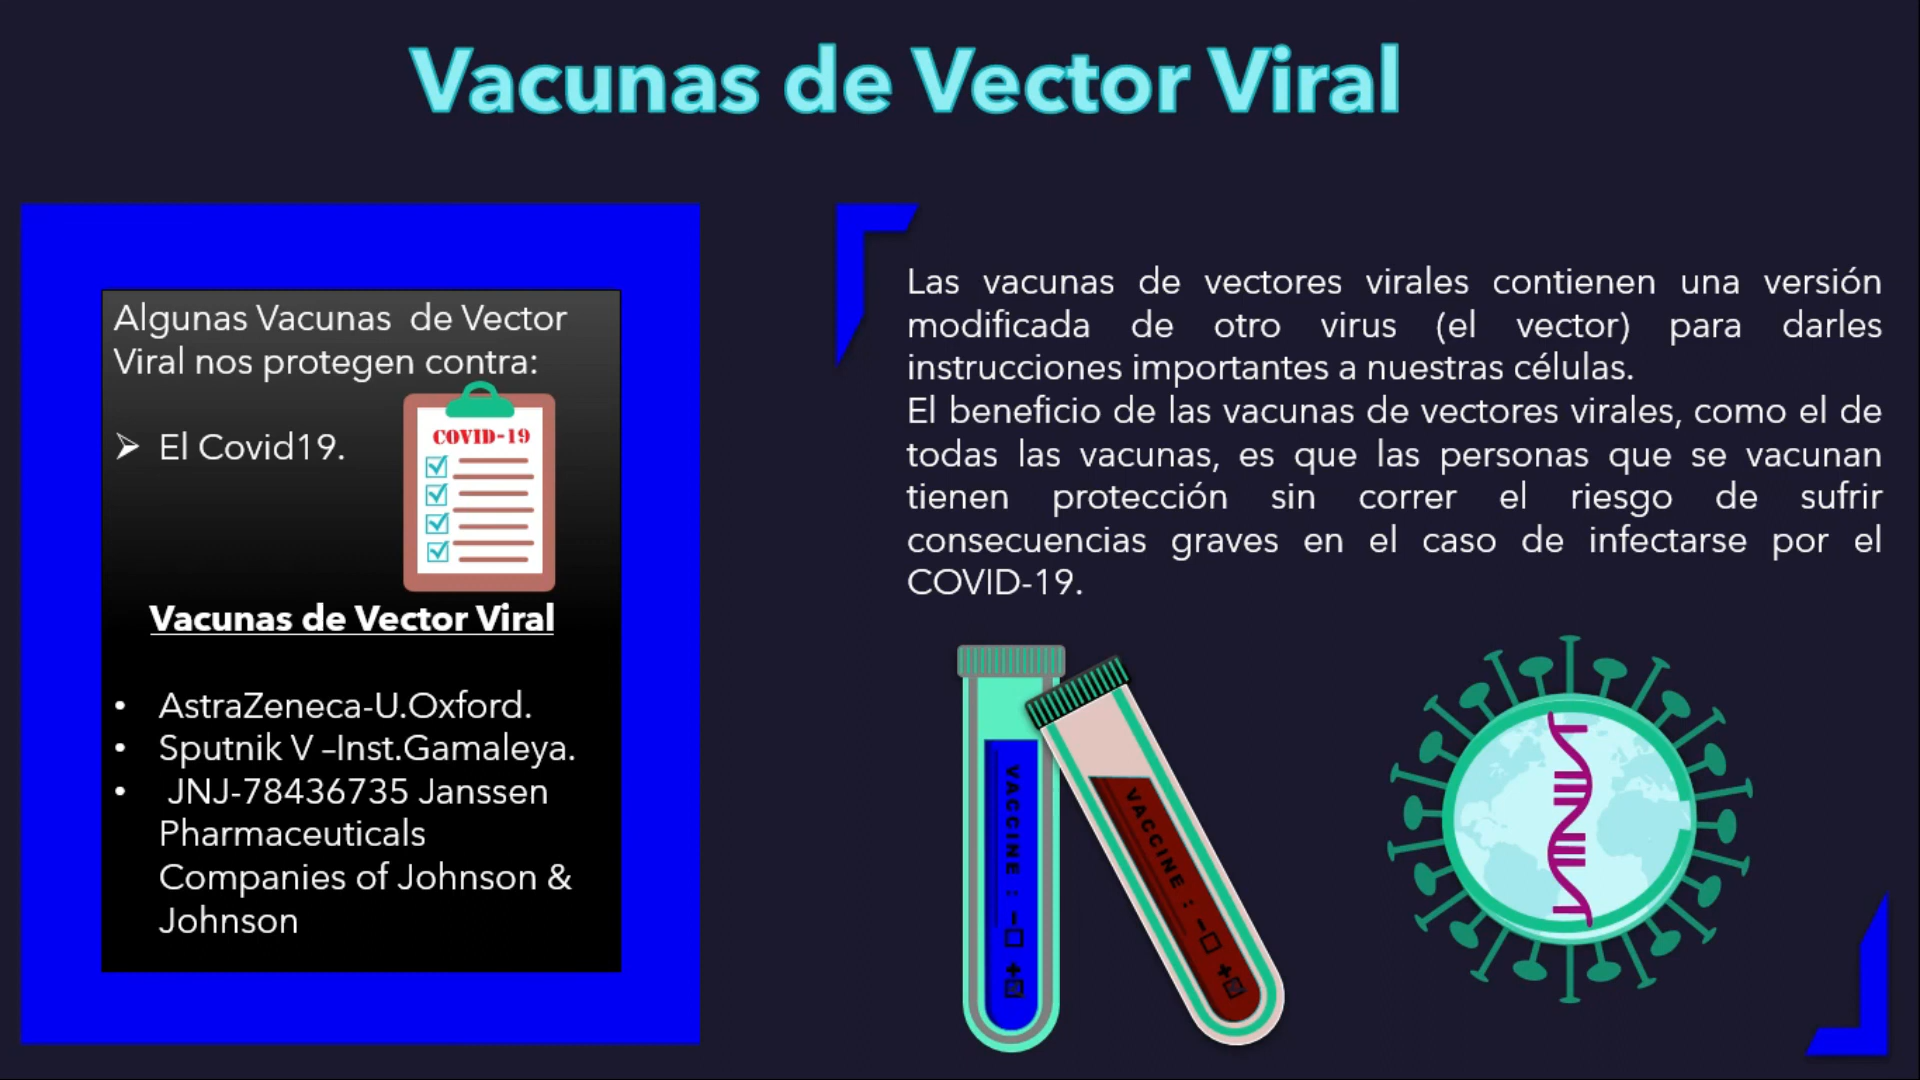 Vacunas de Vector Viral
Algunas Vacunas de Vector
Viral nos protegen contra:
➢ El Covid19.
COVID-19
Vacunas de Vector Viral
• AstraZeneca-U.Oxford.
• Sputnik V –Inst.Gamaleya.
• JNJ-78436735 Janssen
Pharmaceuticals
Companies of Johnson &
Johnson
Las vacunas de vectores virales contienen una versión
modificada de otro virus (el vector) para darles
instrucciones importantes a nuestras células.
El beneficio de las vacunas de vectores virales, como el de
todas las vacunas, es que las personas que se vacunan
tienen protección sin correr el riesgo de sufrir
consecuencias graves en el caso de infectarse por el
COVID-19.
VACCINE : -□ +⊞
VACCINE : -□ +⊞